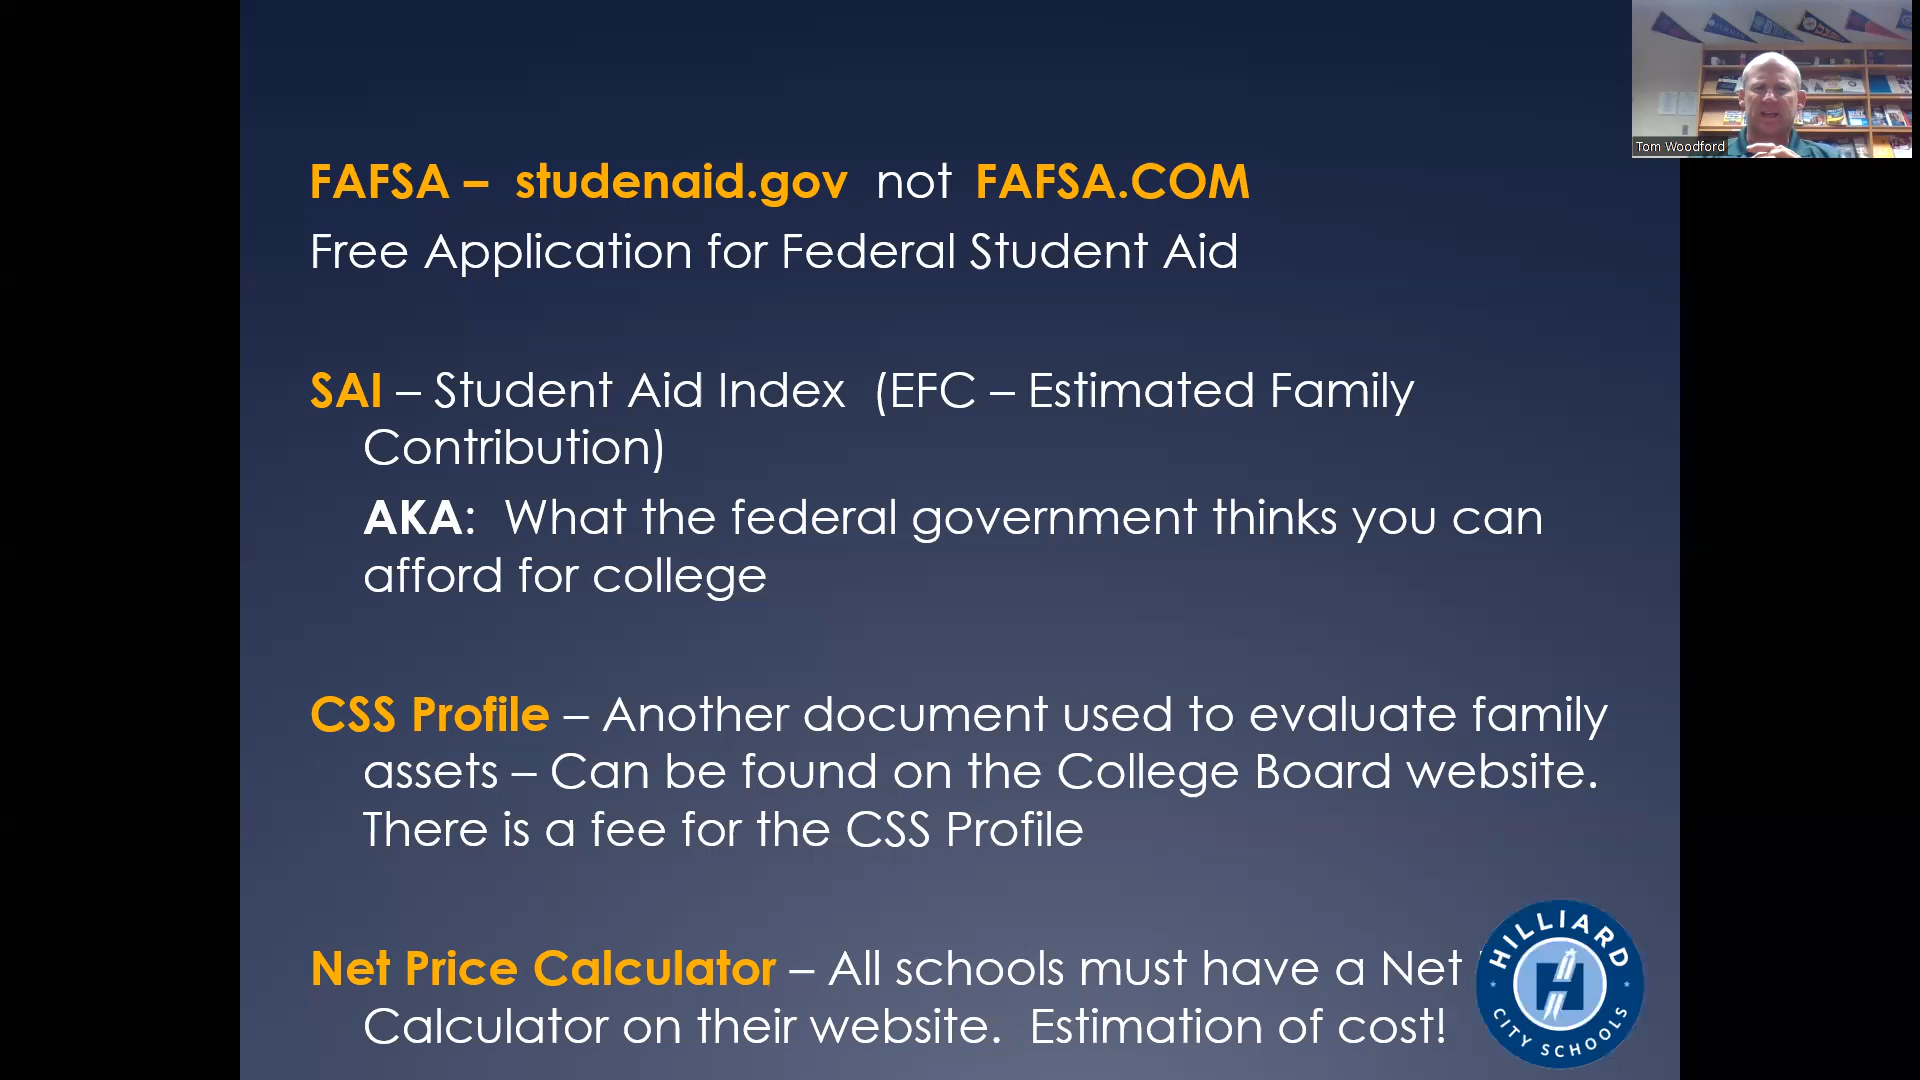 FAFSA – studenaid.gov not FAFSA.COM
Free Application for Federal Student Aid
SAI – Student Aid Index (EFC – Estimated Family
Contribution)
AKA: What the federal government thinks you can
afford for college
CSS Profile – Another document used to evaluate family
assets – Can be found on the College Board website.
There is a fee for the CSS Profile
Net Price Calculator – All schools must have a Net
Calculator on their website. Estimation of cost!
Tom Woodford
HILLIARD
CITY SCHOOLS